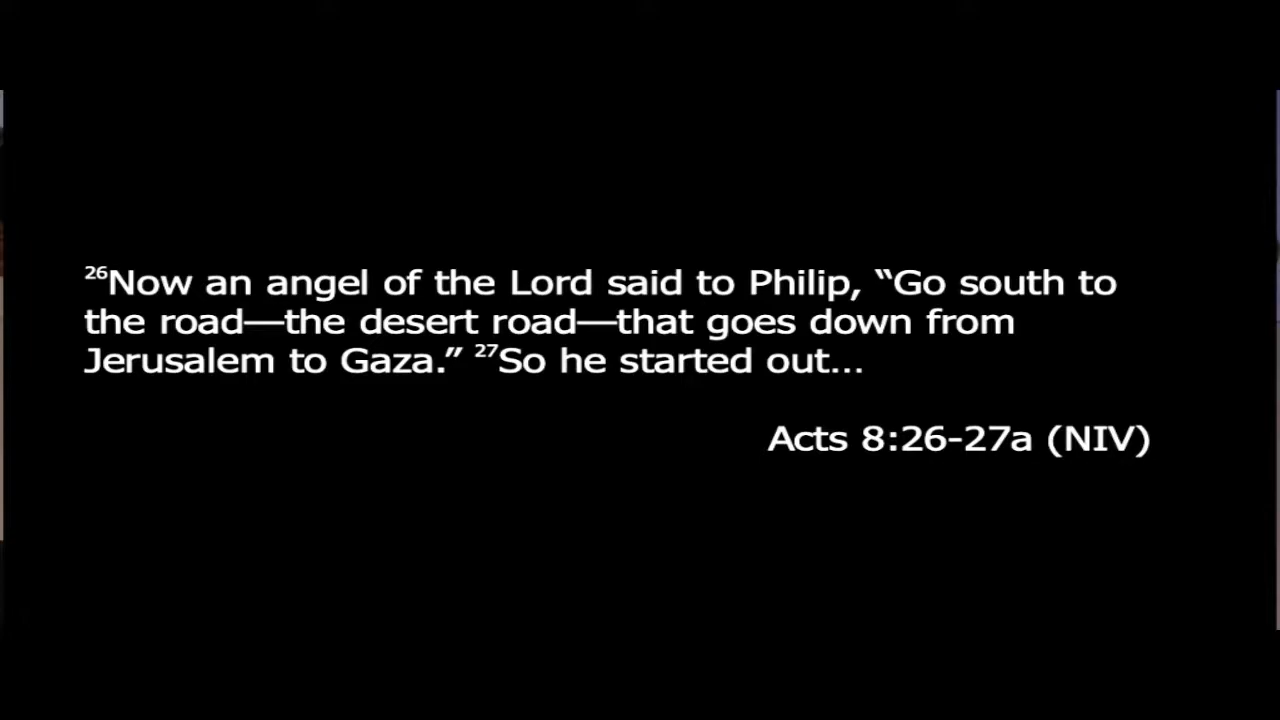 ²⁶Now an angel of the Lord said to Philip, “Go south to
the road—the desert road—that goes down from
Jerusalem to Gaza.” ²⁷So he started out...
Acts 8:26-27a (NIV)